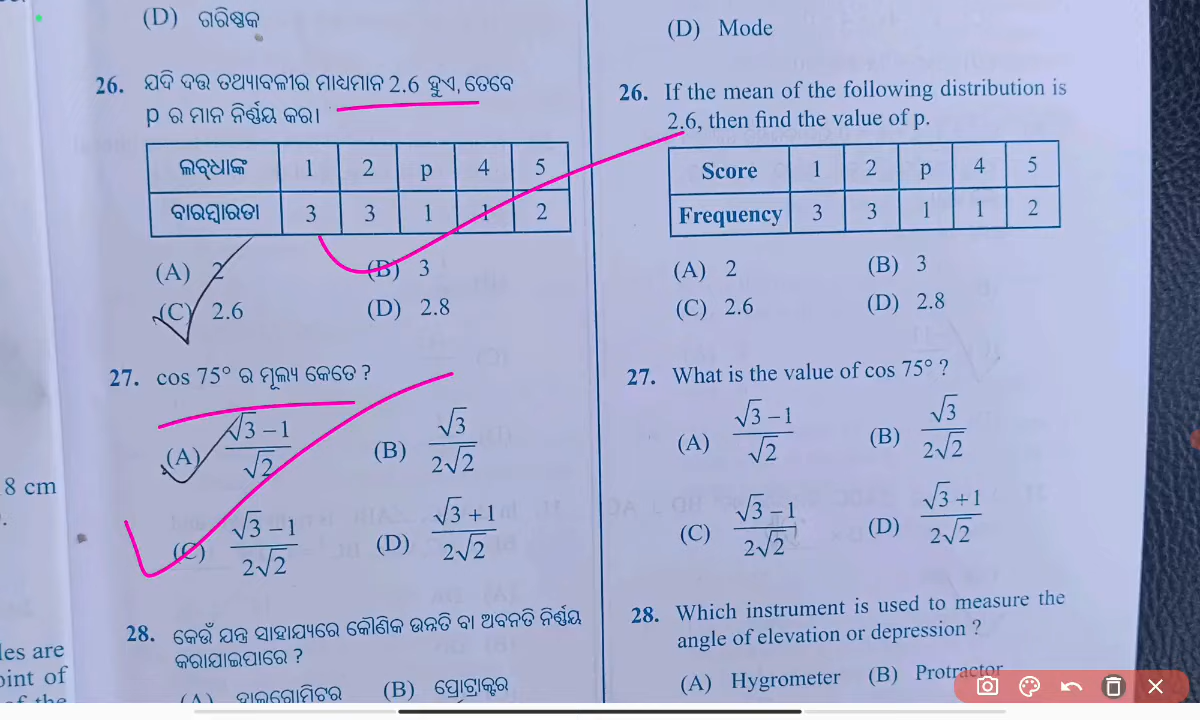 (D) ଗରିଷ୍ଠକ
26. ଯଦି ଦତ୍ତ ତଥ୍ୟାବଳୀର ମାଧ୍ୟମାନ 2.6 ହୁଏ, ତେବେ
p ର ମାନ ନିର୍ଣ୍ଣୟ କର।
ଲବ୍ଧାଙ୍କ 1 2 p 4 5
ବାରମ୍ବାରତା 3 3 1 1 2
(A) 2 (B) 3
(C) 2.6 (D) 2.8
27. cos 75° ର ମୂଲ୍ୟ କେତେ ?
(A) (√3 − 1)/√2 (B) √3/(2√2)
(C) (√3 − 1)/(2√2) (D) (√3 + 1)/(2√2)
28. କେଉଁ ଯନ୍ତ୍ର ସାହାଯ୍ୟରେ କୌଣିକ ଉନ୍ନତି ବା ଅବନତି ନିର୍ଣ୍ଣୟ
କରାଯାଇପାରେ ?
(A) ହାଇଗ୍ରୋମିଟର (B) ପ୍ରୋଟ୍ରାକ୍ଟର
(D) Mode
26. If the mean of the following distribution is
2.6, then find the value of p.
Score 1 2 p 4 5
Frequency 3 3 1 1 2
(A) 2 (B) 3
(C) 2.6 (D) 2.8
27. What is the value of cos 75° ?
(A) (√3 − 1)/√2 (B) √3/(2√2)
(C) (√3 − 1)/(2√2) (D) (√3 + 1)/(2√2)
28. Which instrument is used to measure the
angle of elevation or depression ?
(A) Hygrometer (B) Protractor
8 cm
les are
oint of